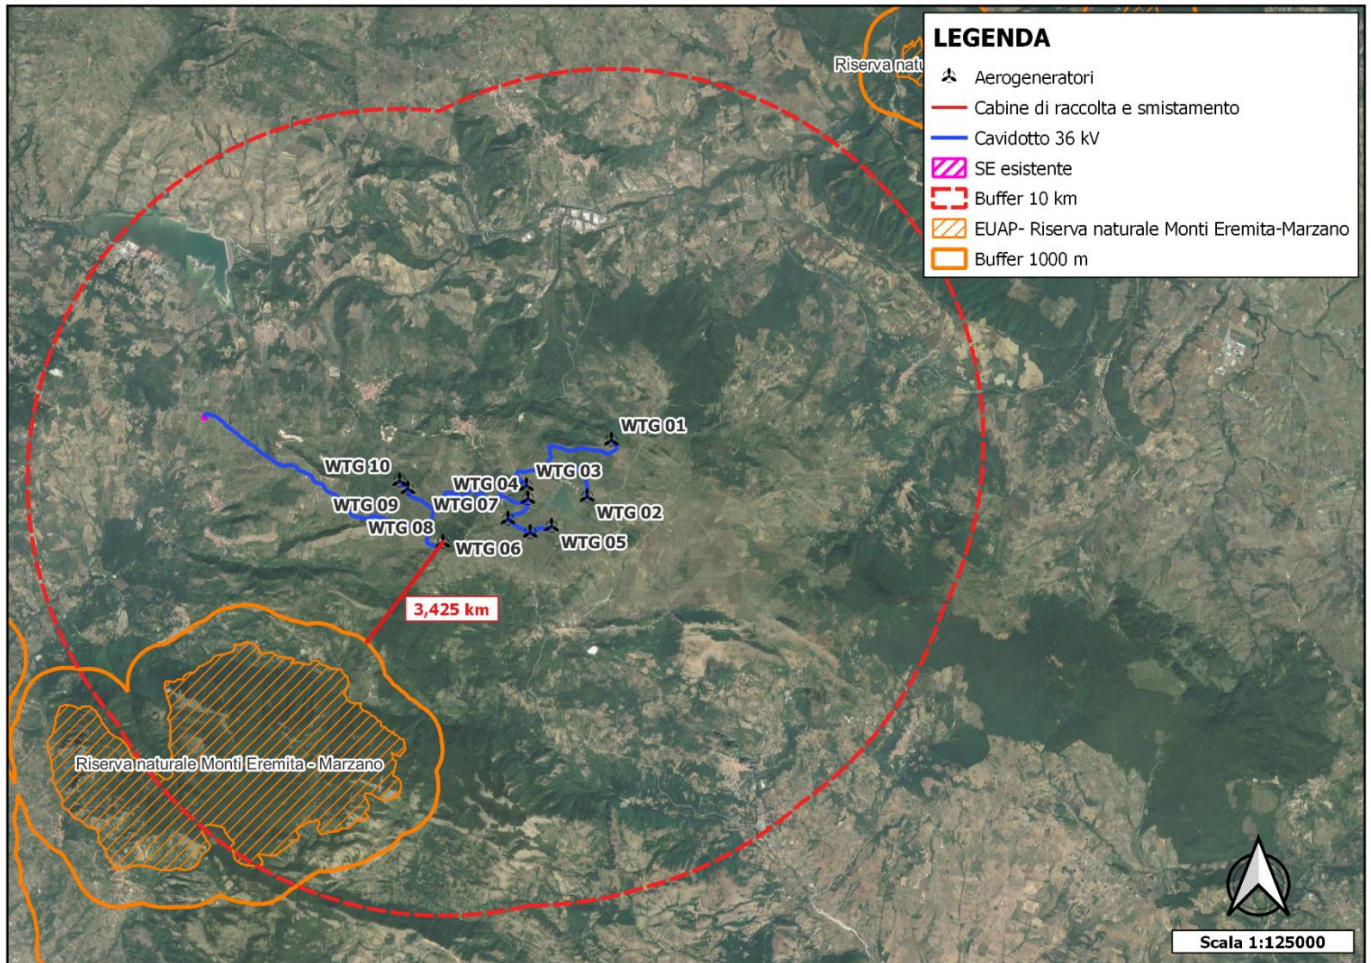 LEGENDA
Aerogeneratori
Cabine di raccolta e smistamento
Cavidotto 36 kV
SE esistente
Buffer 10 km
EUAP- Riserva naturale Monti Eremita-Marzano
Buffer 1000 m
Riserva natu
WTG 01
WTG 10
WTG 04
WTG 03
WTG 09
WTG 07
WTG 02
WTG 08
WTG 06
WTG 05
3,425 km
Riserva naturale Monti Eremita - Marzano
Scala 1:125000